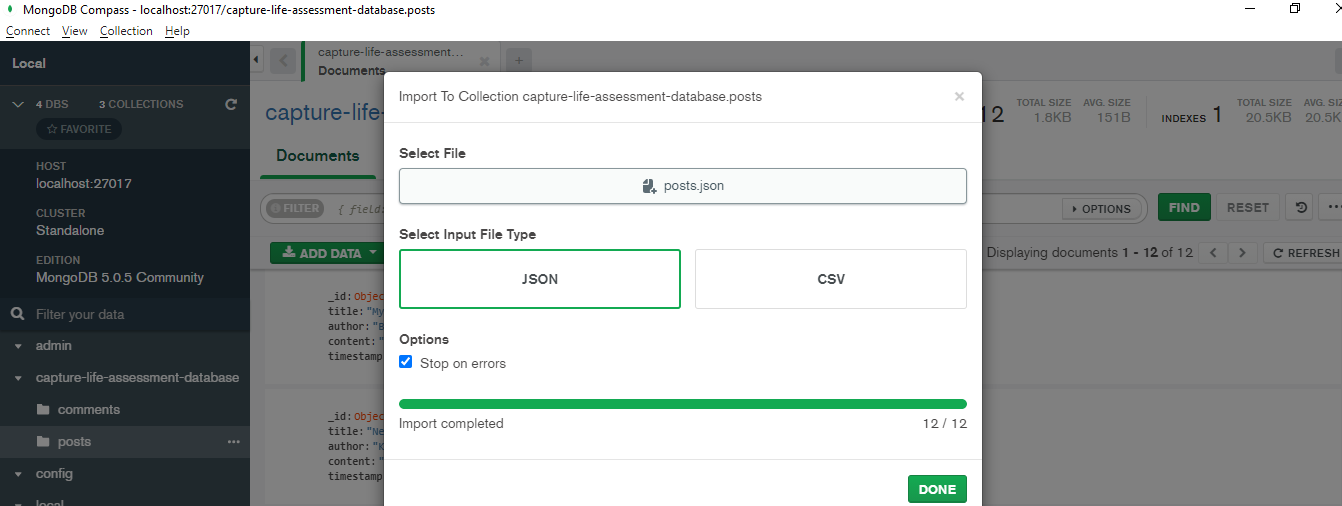 MongoDB Compass - localhost:27017/capture-life-assessment-database.posts
Connect View Collection Help
Local
4 DBS 3 COLLECTIONS
FAVORITE
HOST
localhost:27017
CLUSTER
Standalone
EDITION
MongoDB 5.0.5 Community
Filter your data
admin
capture-life-assessment-database
comments
posts
config
local
capture-life-assessment...
Documents
capture-life-
12
TOTAL SIZE
1.8KB
AVG. SIZE
151B
INDEXES 1
TOTAL SIZE
20.5KB
AVG. SIZ
20.5K
Documents
FILTER { field:
OPTIONS
FIND
RESET
ADD DATA
Displaying documents 1 - 12 of 12
REFRESH
_id:Objec
title:"My
author:"B
content:"
timestamp
_id:Objec
title:"Ne
author:"K
content:"
timestamp
Import To Collection capture-life-assessment-database.posts
Select File
posts.json
Select Input File Type
JSON CSV
Options
Stop on errors
Import completed 12 / 12
DONE